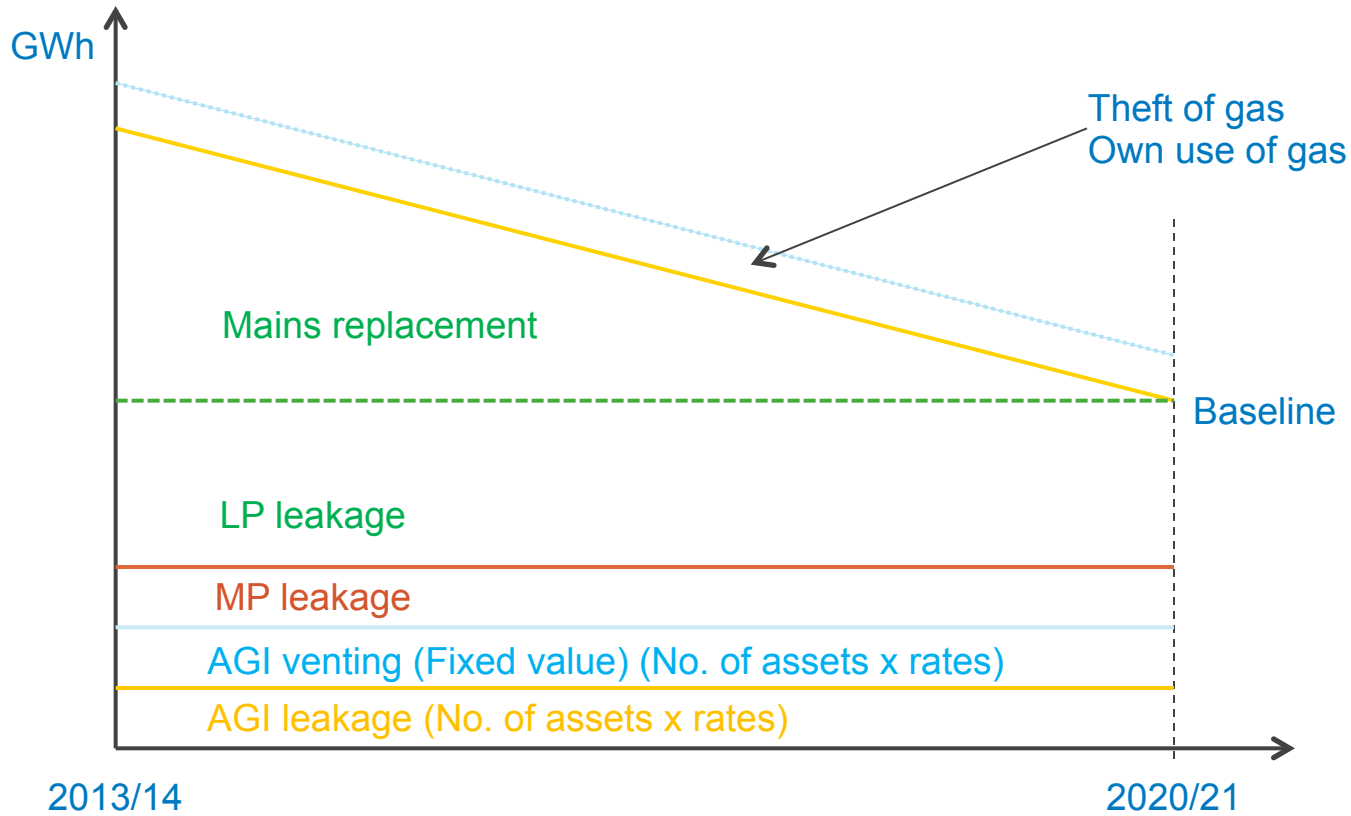 GWh
Theft of gas
Own use of gas
Mains replacement
Baseline
LP leakage
MP leakage
AGI venting (Fixed value) (No. of assets x rates)
AGI leakage (No. of assets x rates)
2013/14
2020/21